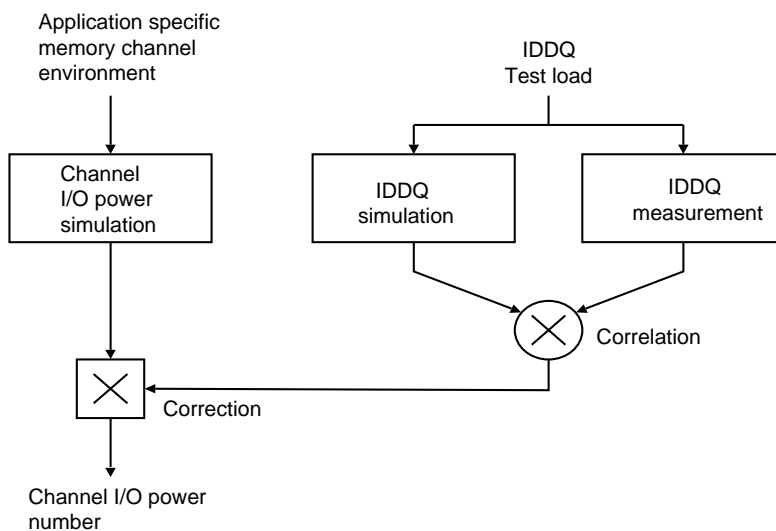 Application specific
memory channel
environment
IDDQ
Test load
Channel
I/O power
simulation
IDDQ
simulation
IDDQ
measurement
Correlation
Correction
Channel I/O power
number